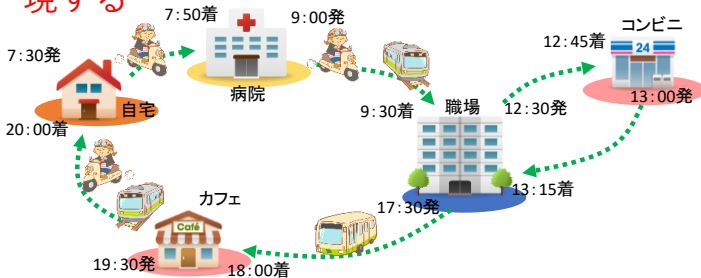 現する
7:50着
9:00発
7:30発
病院
自宅
20:00着
コンビニ
12:45着
24
13:00発
9:30着
職場
12:30発
13:15着
17:30発
カフェ
Café
19:30発
18:00着